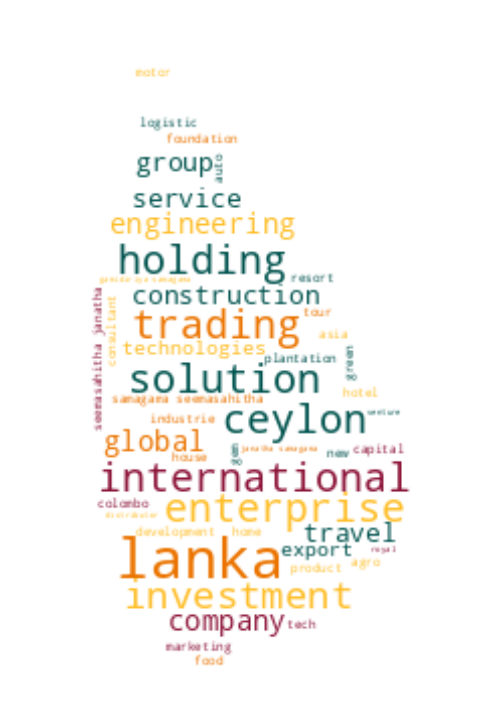 motor
logistic
foundation
group
auto
service
engineering
holding
resort
construction
seemasahitha janatha
consultant
tour
trading
asia
technologies
plantation
green
solution
hotel
samagama seemasahitha
ceylon
venture
industrie
global
gem
janatha samagama
new
capital
house
international
colombo
enterprise
distributor
travel
development
home
lanka
export
royal
agro
product
investment
company
tech
marketing
food